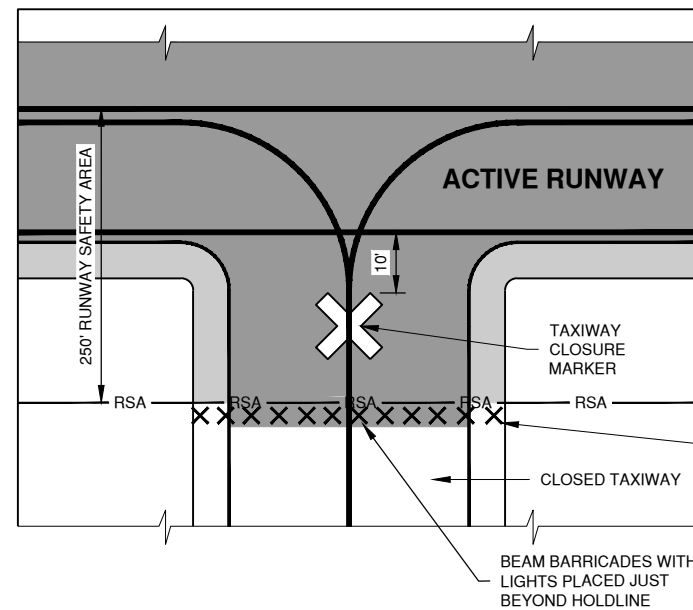 250' RUNWAY SAFETY AREA
ACTIVE RUNWAY
10'
TAXIWAY
CLOSURE
MARKER
RSA RSA RSA RSA
CLOSED TAXIWAY
BEAM BARRICADES WITH
LIGHTS PLACED JUST
BEYOND HOLDLINE